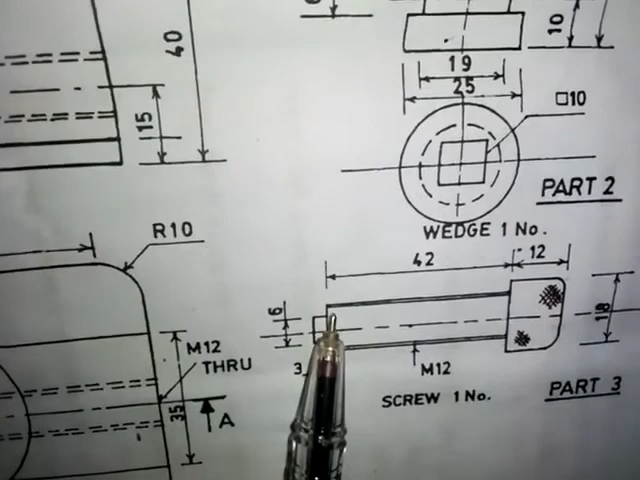 40
10
19
25
□10
15
PART 2
WEDGE 1 No.
R10
12
42
6
18
M12
THRU
3
M12
PART 3
SCREW 1 No.
35
A